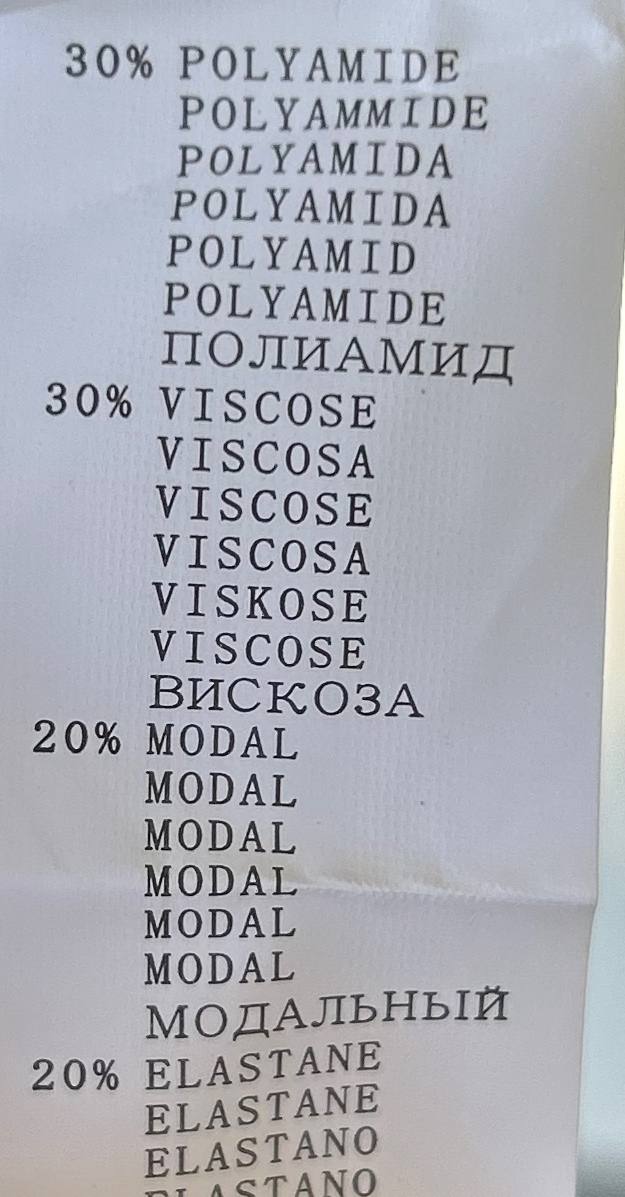 30% POLYAMIDE
POLYAMMIDE
POLYAMIDA
POLYAMIDA
POLYAMID
POLYAMIDE
ПОЛИАМИД
30% VISCOSE
VISCOSA
VISCOSE
VISCOSA
VISKOSE
VISCOSE
ВИСКОЗА
20% MODAL
MODAL
MODAL
MODAL
MODAL
MODAL
МОДАЛЬНЫЙ
20% ELASTANE
ELASTANE
ELASTANO
ELASTANO